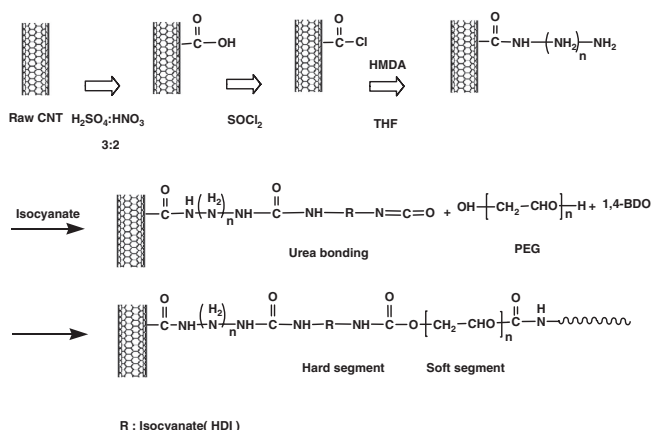 O
C OH
O
C Cl
O
C NH (NH₂)n NH₂
HMDA
Raw CNT H₂SO₄:HNO₃ SOCl₂ THF
3:2
Isocyanate
O H (H₂ N)n NH C O NH R N=C=O + OH [CH₂ CHO]n H + 1,4-BDO
Urea bonding PEG
O C NH (H₂ N)n NH C O NH R NH C O O [CH₂ CHO]n C O H N
Hard segment Soft segment
R : Isocyanate( HDI )